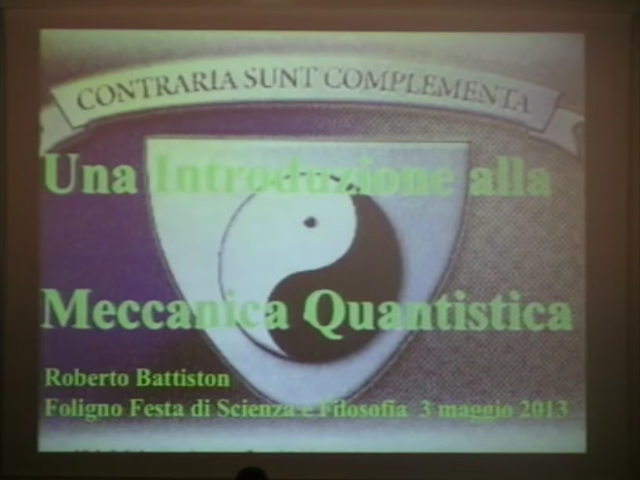 CONTRARIA SUNT COMPLEMENTA
Una Introduzione alla
Meccanica Quantistica
Roberto Battiston
Foligno Festa di Scienza e Filosofia 3 maggio 2013